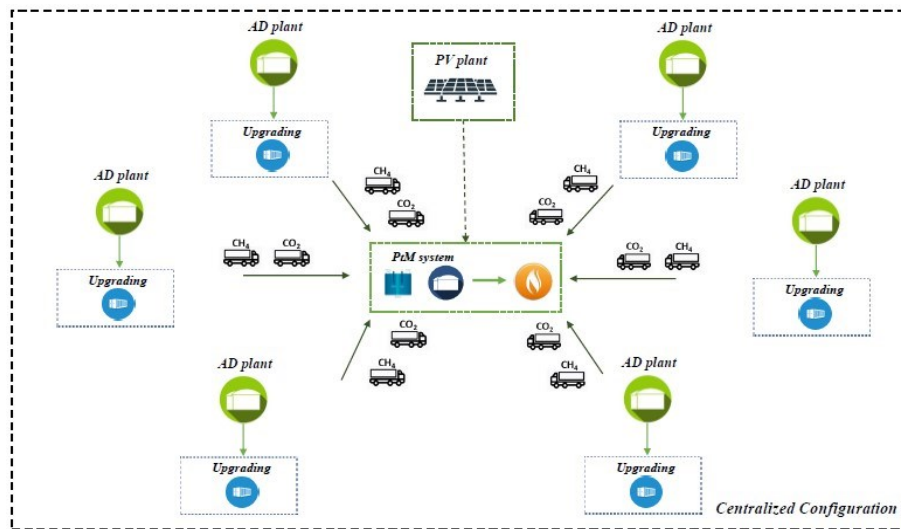 AD plant
AD plant
PV plant
Upgrading
Upgrading
CH4
CO2
CH4
CO2
AD plant
AD plant
CH4 CO2
PtM system
CO2 CH4
Upgrading
Upgrading
CO2
CH4
CO2
CH4
AD plant
AD plant
Upgrading
Upgrading
Centralized Configuration